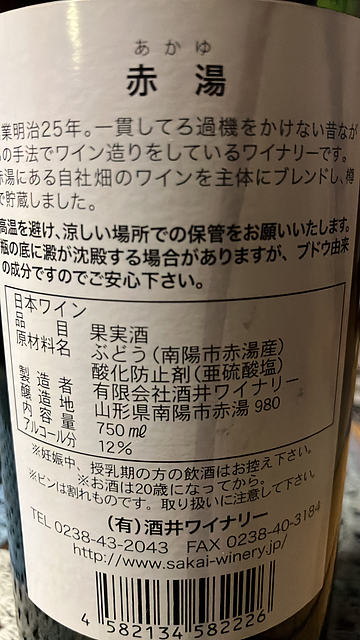 あかゆ
赤 湯
業明治25年。一貫してろ過機をかけない昔なが
の手法でワイン造りをしているワイナリーです。
赤湯にある自社畑のワインを主体にブレンドし、樽
で貯蔵しました。
高温を避け、涼しい場所での保管をお願いいたします。
瓶の底に澱が沈殿する場合がありますが、ブドウ由来
の成分ですのでご安心下さい。
日本ワイン
品目 果実酒
原材料名 ぶどう(南陽市赤湯産)
酸化防止剤(亜硫酸塩)
製造者 有限会社酒井ワイナリー
醸造地 山形県南陽市赤湯 980
内容量 750㎖
アルコール分 12%
※妊娠中、授乳期の方の飲酒はお控え下さい。
※お酒は20歳になってから。
※ビンは割れものです。取り扱いに注意して下さい。
(有)酒井ワイナリー
TEL 0238-43-2043 FAX 0238-40-3184
http://www.sakai-winery.jp/
4 582134 582226